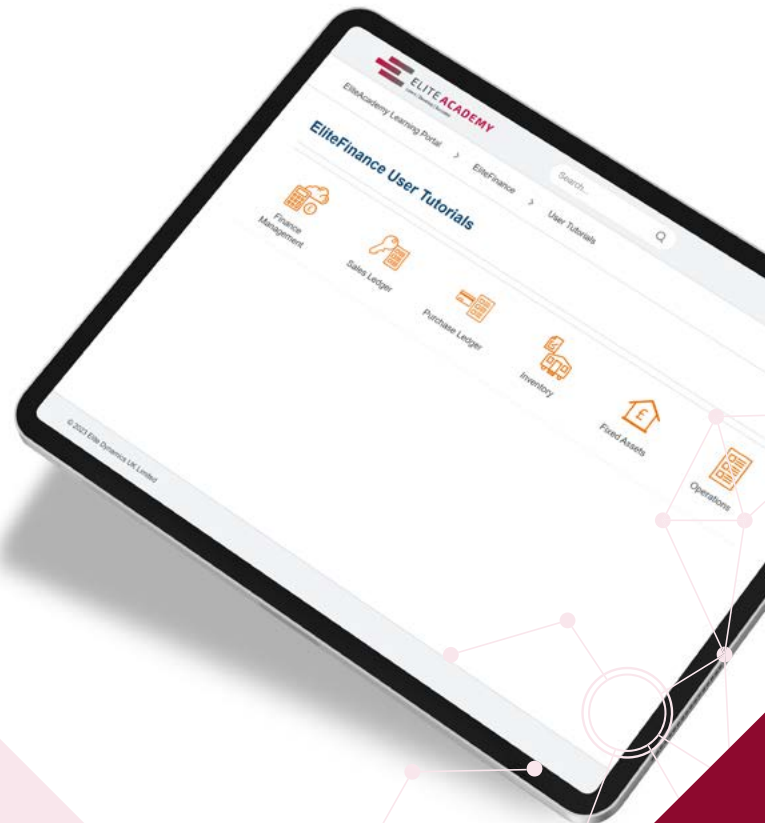 ELITE ACADEMY
EliteAcademy Learning Portal > EliteFinance > User Tutorials
Search...
EliteFinance User Tutorials
Finance
Management
Sales Ledger
Purchase Ledger
Inventory
Fixed Assets
Operations
© 2023 Elite Dynamics UK Limited